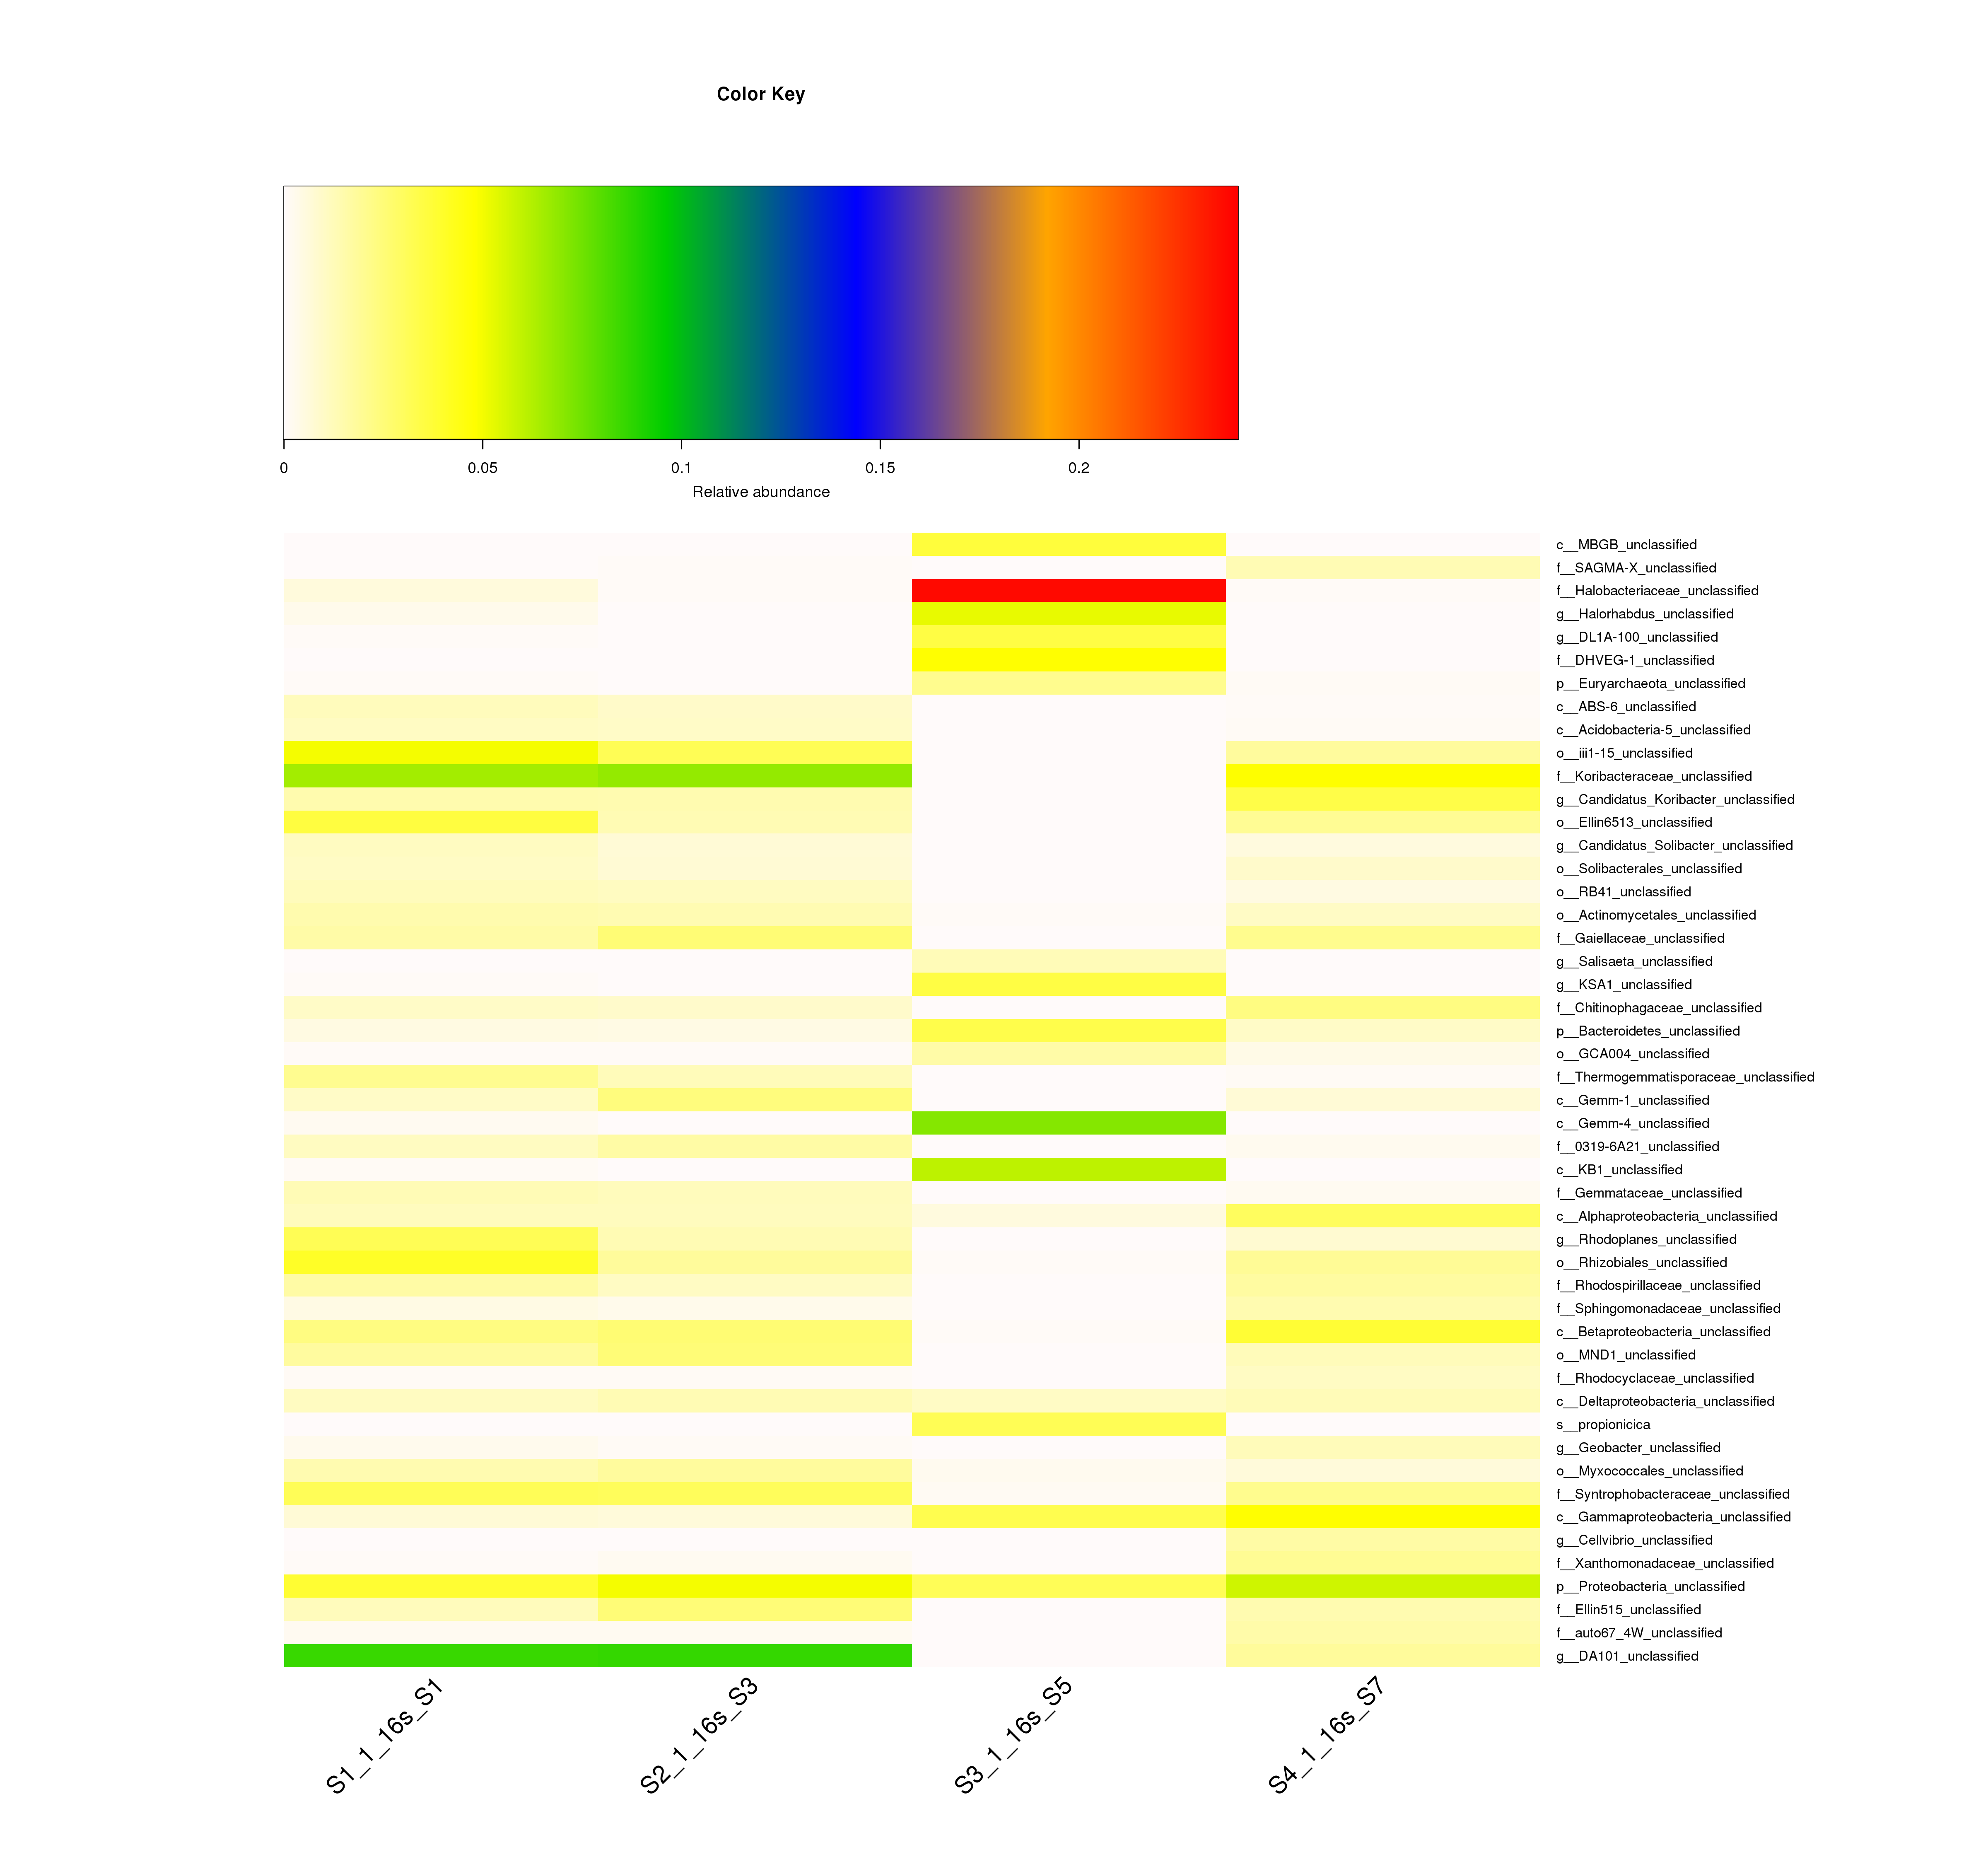 Color Key
0 0.05 0.1 0.15 0.2
Relative abundance
c__MBGB_unclassified
f__SAGMA-X_unclassified
f__Halobacteriaceae_unclassified
g__Halorhabdus_unclassified
g__DL1A-100_unclassified
f__DHVEG-1_unclassified
p__Euryarchaeota_unclassified
c__ABS-6_unclassified
c__Acidobacteria-5_unclassified
o__iii1-15_unclassified
f__Koribacteraceae_unclassified
g__Candidatus_Koribacter_unclassified
o__Ellin6513_unclassified
g__Candidatus_Solibacter_unclassified
o__Solibacterales_unclassified
o__RB41_unclassified
o__Actinomycetales_unclassified
f__Gaiellaceae_unclassified
g__Salisaeta_unclassified
g__KSA1_unclassified
f__Chitinophagaceae_unclassified
p__Bacteroidetes_unclassified
o__GCA004_unclassified
f__Thermogemmatisporaceae_unclassified
c__Gemm-1_unclassified
c__Gemm-4_unclassified
f__0319-6A21_unclassified
c__KB1_unclassified
f__Gemmataceae_unclassified
c__Alphaproteobacteria_unclassified
g__Rhodoplanes_unclassified
o__Rhizobiales_unclassified
f__Rhodospirillaceae_unclassified
f__Sphingomonadaceae_unclassified
c__Betaproteobacteria_unclassified
o__MND1_unclassified
f__Rhodocyclaceae_unclassified
c__Deltaproteobacteria_unclassified
s__propionicica
g__Geobacter_unclassified
o__Myxococcales_unclassified
f__Syntrophobacteraceae_unclassified
c__Gammaproteobacteria_unclassified
g__Cellvibrio_unclassified
f__Xanthomonadaceae_unclassified
p__Proteobacteria_unclassified
f__Ellin515_unclassified
f__auto67_4W_unclassified
g__DA101_unclassified
S1_1_16s_S1
S2_1_16s_S3
S3_1_16s_S5
S4_1_16s_S7